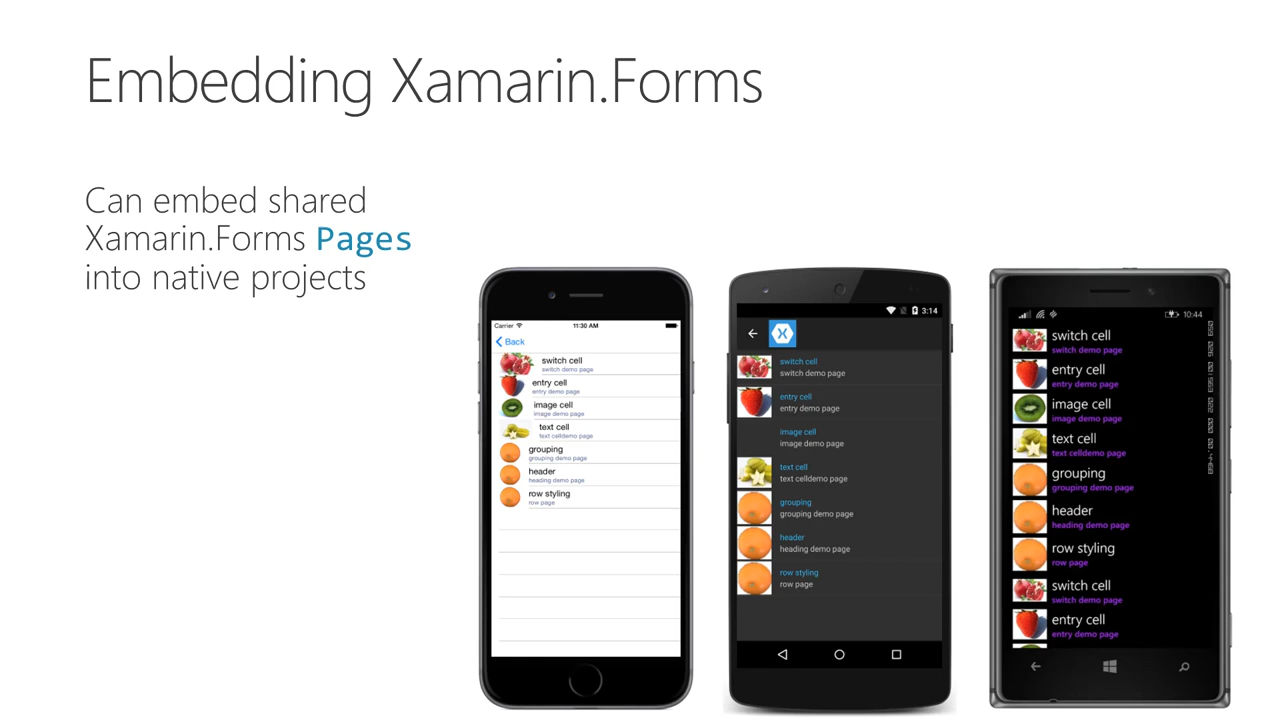 Embedding Xamarin.Forms
Can embed shared
Xamarin.Forms Pages
into native projects
Carrier
11:30 AM
Back
switch cell
switch demo page
entry cell
entry demo page
image cell
image demo page
text cell
text celldemo page
grouping
grouping demo page
header
heading demo page
row styling
row page
3:14
switch cell
switch demo page
entry cell
entry demo page
image cell
image demo page
text cell
text celldemo page
grouping
grouping demo page
header
heading demo page
row styling
row page
10:44
switch cell
switch demo page
entry cell
entry demo page
image cell
image demo page
text cell
text celldemo page
grouping
grouping demo page
header
heading demo page
row styling
row page
switch cell
switch demo page
entry cell
entry demo page